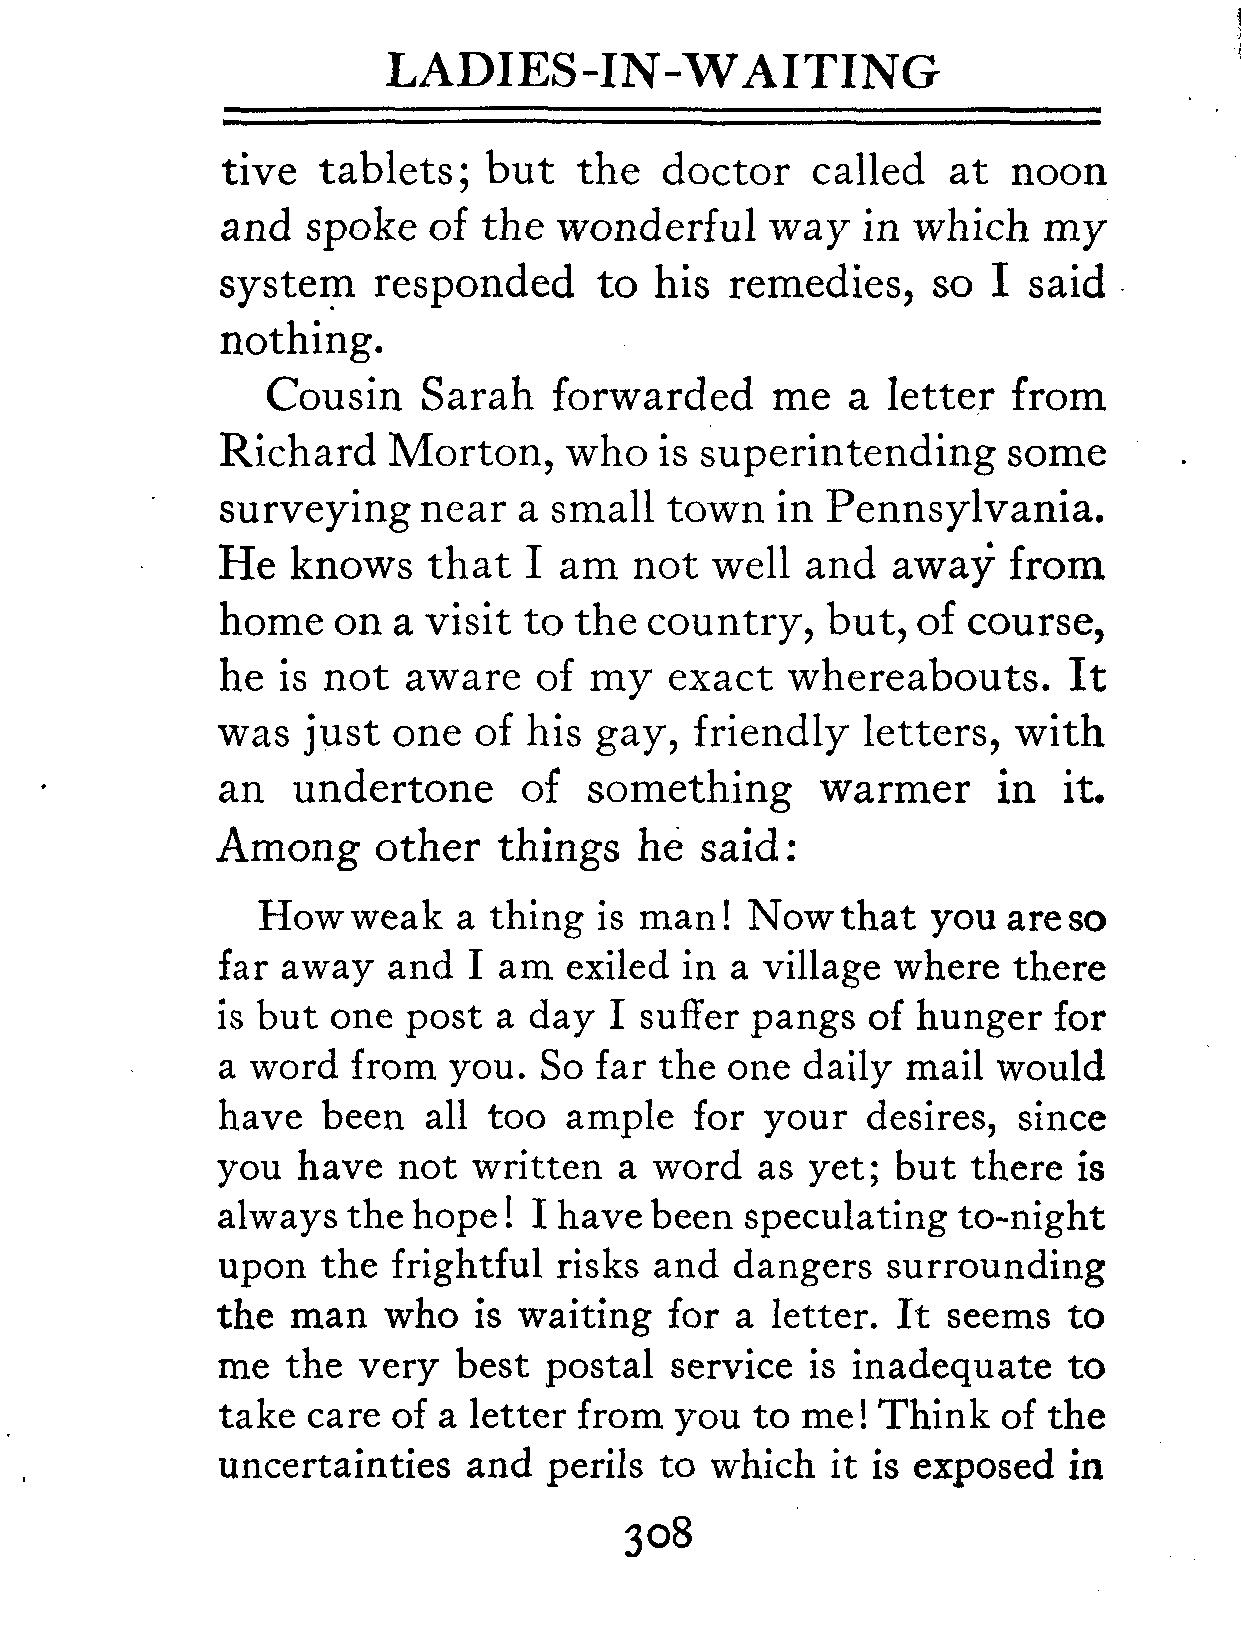 LADIES-IN-WAITING
tive tablets; but the doctor called at noon
and spoke of the wonderful way in which my
system responded to his remedies, so I said
nothing.
Cousin Sarah forwarded me a letter from
Richard Morton, who is superintending some
surveying near a small town in Pennsylvania.
He knows that I am not well and away from
home on a visit to the country, but, of course,
he is not aware of my exact whereabouts. It
was just one of his gay, friendly letters, with
an undertone of something warmer in it.
Among other things he said:
How weak a thing is man! Now that you are so
far away and I am exiled in a village where there
is but one post a day I suffer pangs of hunger for
a word from you. So far the one daily mail would
have been all too ample for your desires, since
you have not written a word as yet; but there is
always the hope! I have been speculating to-night
upon the frightful risks and dangers surrounding
the man who is waiting for a letter. It seems to
me the very best postal service is inadequate to
take care of a letter from you to me! Think of the
uncertainties and perils to which it is exposed in
308